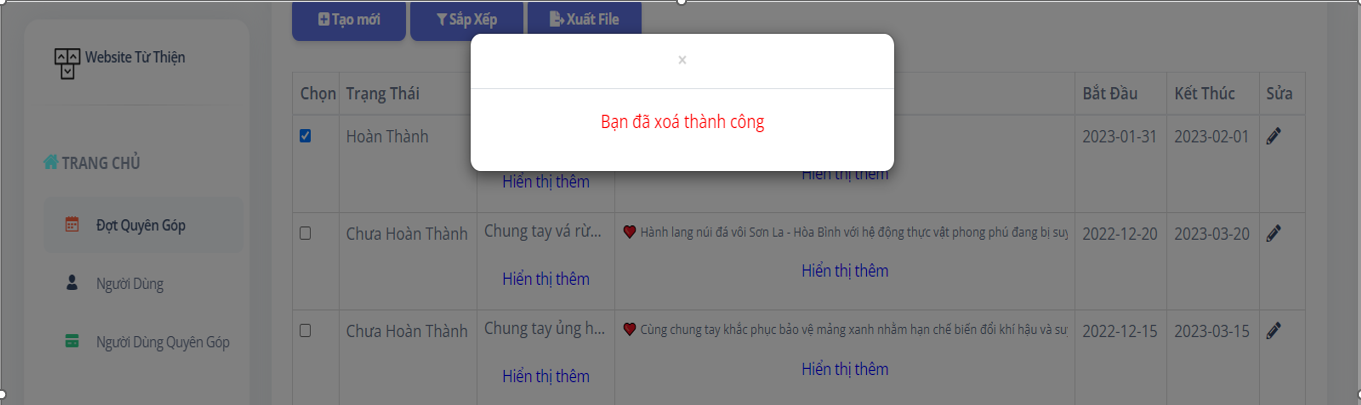 Tạo mới
Sắp Xếp
Xuất File
Website Từ Thiện
×
Chọn
Trạng Thái
Bắt Đầu
Kết Thúc
Sửa
Bạn đã xoá thành công
Hoàn Thành
2023-01-31
2023-02-01
Hiển thị thêm
Hiển thị thêm
TRANG CHỦ
Đợt Quyên Góp
Chưa Hoàn Thành
Chung tay vá rừ...
Hành lang núi đá vôi Sơn La - Hòa Bình với hệ động thực vật phong phú đang bị suy
2022-12-20
2023-03-20
Hiển thị thêm
Hiển thị thêm
Người Dùng
Chưa Hoàn Thành
Chung tay ủng h...
Cùng chung tay khắc phục bảo vệ mảng xanh nhằm hạn chế biến đổi khí hậu và suy
2022-12-15
2023-03-15
Người Dùng Quyên Góp
Hiển thị thêm
Hiển thị thêm